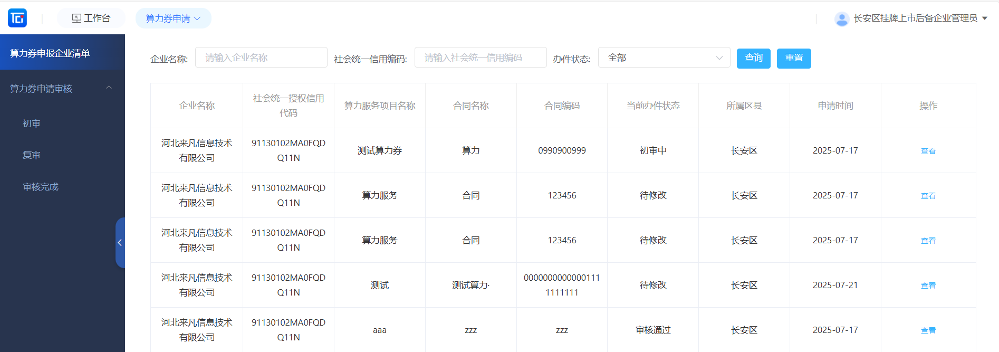 TCI
工作台
算力券申请
长安区挂牌上市后备企业管理员
算力券申报企业清单
算力券申请审核
初审
复审
审核完成
企业名称: 请输入企业名称 社会统一信用编码: 请输入社会统一信用编码 办件状态: 全部 查询 重置
企业名称 社会统一授权信用 算力服务项目名称 合同名称 合同编码 当前办件状态 所属区县 申请时间 操作
代码
河北来凡信息技术 91130102MA0FQD 测试算力券 算力 0990900999 初审中 长安区 2025-07-17 查看
有限公司 Q11N
河北来凡信息技术 91130102MA0FQD 算力服务 合同 123456 待修改 长安区 2025-07-17 查看
有限公司 Q11N
河北来凡信息技术 91130102MA0FQD 算力服务 合同 123456 待修改 长安区 2025-07-17 查看
有限公司 Q11N
河北来凡信息技术 91130102MA0FQD 测试 测试算力· 0000000000000111 待修改 长安区 2025-07-21 查看
有限公司 Q11N 1111111
河北来凡信息技术 91130102MA0FQD aaa zzz zzz 审核通过 长安区 2025-07-17 查看
有限公司 Q11N